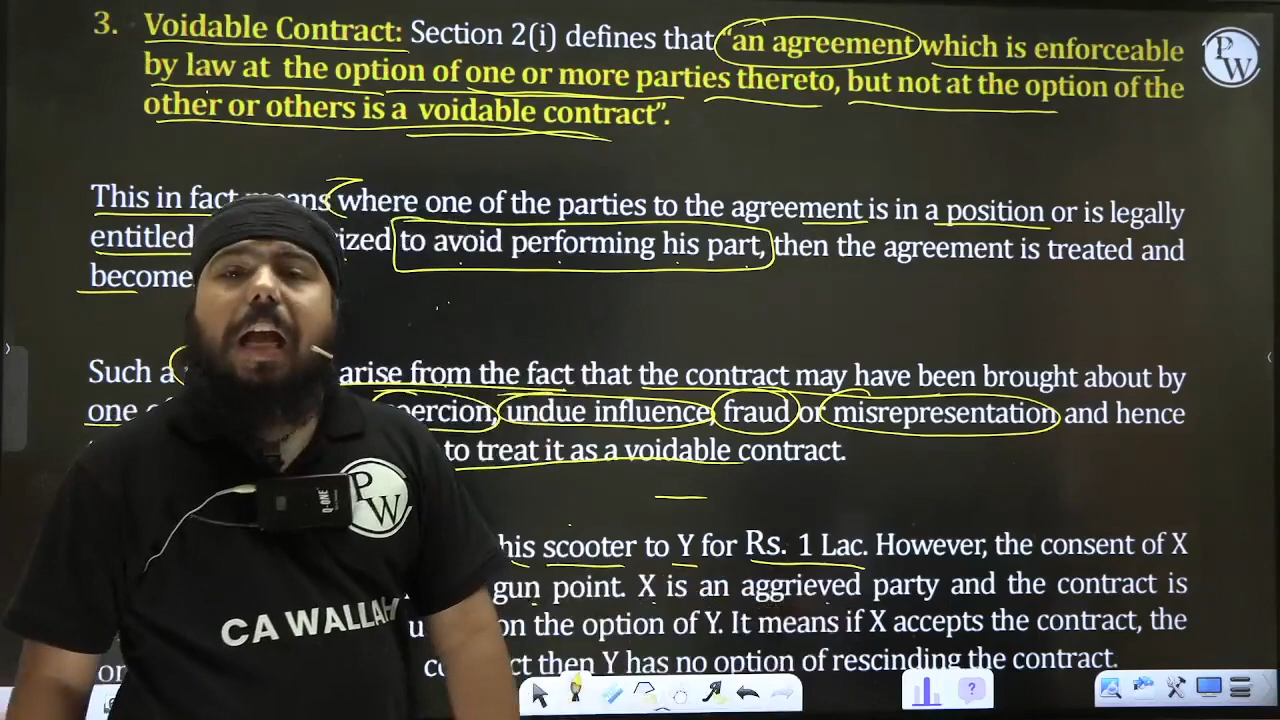 3. Voidable Contract: Section 2(i) defines that “an agreement which is enforceable
by law at the option of one or more parties thereto, but not at the option of the
other or others is a voidable contract”.
PW
This in fact means where one of the parties to the agreement is in a position or is legally
entitled to avoid performing his part, then the agreement is treated and
Such a arise from the fact that the contract may have been brought about by
one undue influence, fraud or misrepresentation and hence
to treat it as a voidable contract.
his scooter to Y for Rs. 1 Lac. However, the consent of X
gun point. X is an aggrieved party and the contract is
on the option of Y. It means if X accepts the contract, the
then Y has no option of rescinding the contract.
PW
Q-ONE
CA WALLAH